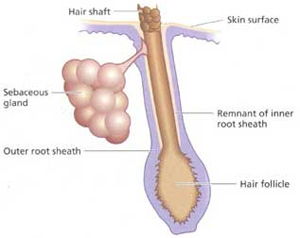 Hair shaft
Skin surface
Sebaceous
gland
Remnant of inner
root sheath
Outer root sheath
Hair follicle